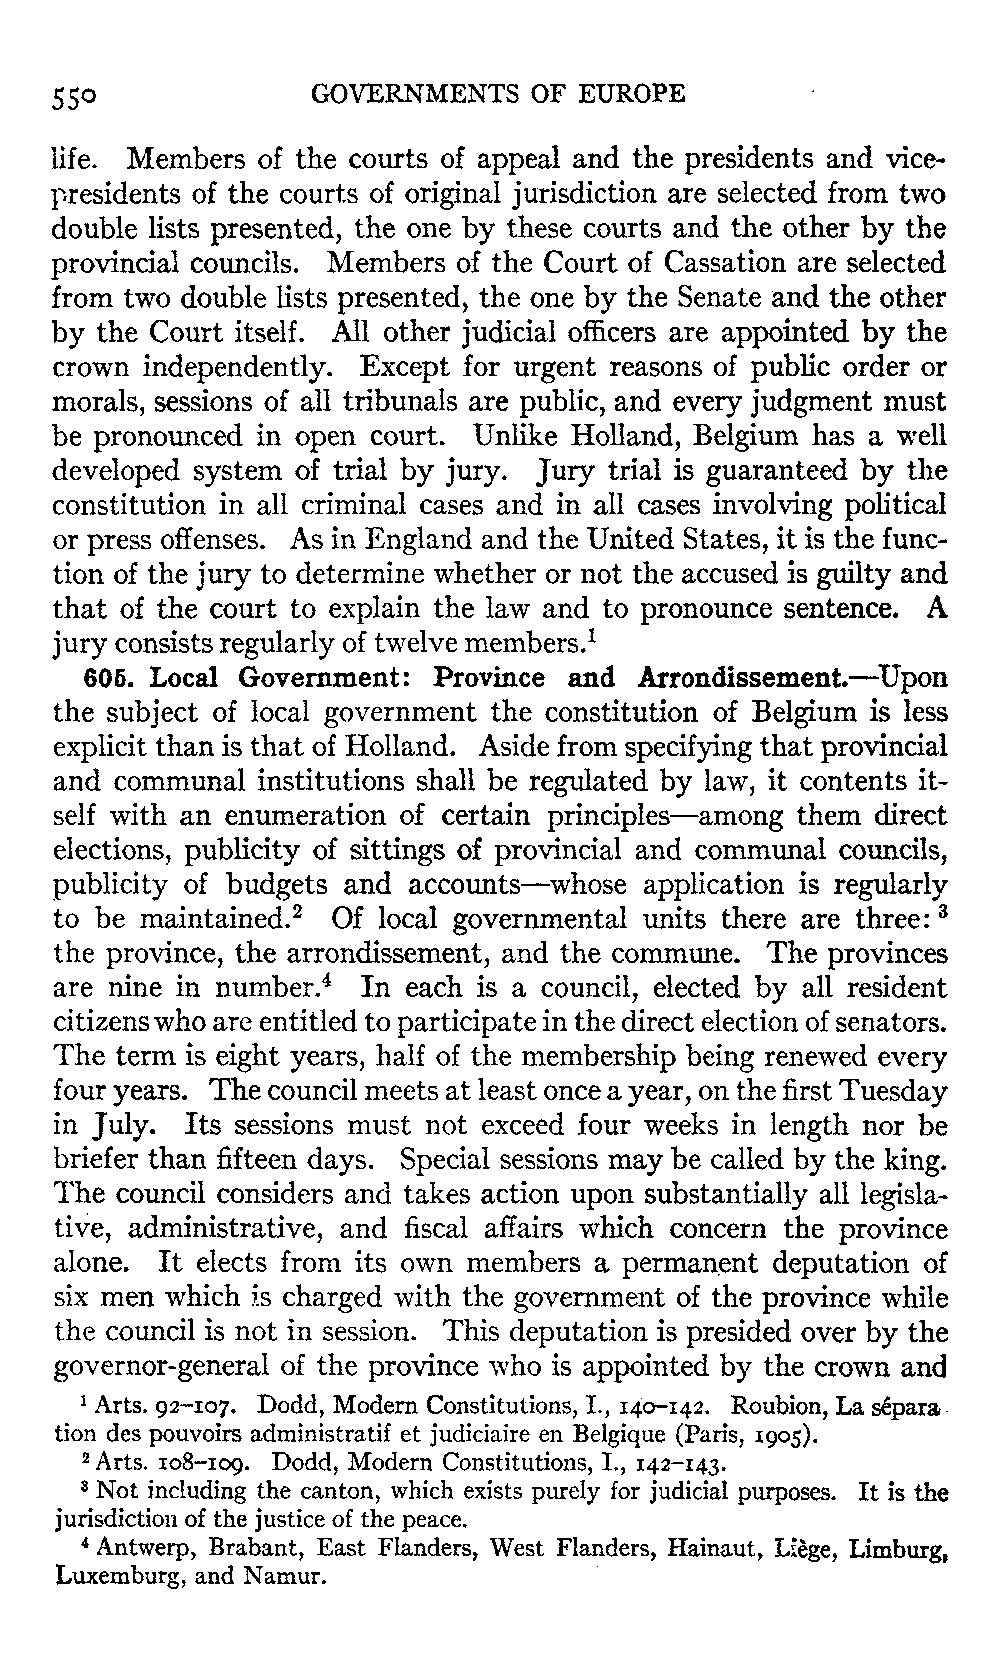 550 GOVERNMENTS OF EUROPE
life. Members of the courts of appeal and the presidents and vice-
presidents of the courts of original jurisdiction are selected from two
double lists presented, the one by these courts and the other by the
provincial councils. Members of the Court of Cassation are selected
from two double lists presented, the one by the Senate and the other
by the Court itself. All other judicial officers are appointed by the
crown independently. Except for urgent reasons of public order or
morals, sessions of all tribunals are public, and every judgment must
be pronounced in open court. Unlike Holland, Belgium has a well
developed system of trial by jury. Jury trial is guaranteed by the
constitution in all criminal cases and in all cases involving political
or press offenses. As in England and the United States, it is the func-
tion of the jury to determine whether or not the accused is guilty and
that of the court to explain the law and to pronounce sentence. A
jury consists regularly of twelve members.¹
605. Local Government: Province and Arrondissement.—Upon
the subject of local government the constitution of Belgium is less
explicit than is that of Holland. Aside from specifying that provincial
and communal institutions shall be regulated by law, it contents it-
self with an enumeration of certain principles—among them direct
elections, publicity of sittings of provincial and communal councils,
publicity of budgets and accounts—whose application is regularly
to be maintained.² Of local governmental units there are three: ³
the province, the arrondissement, and the commune. The provinces
are nine in number.⁴ In each is a council, elected by all resident
citizens who are entitled to participate in the direct election of senators.
The term is eight years, half of the membership being renewed every
four years. The council meets at least once a year, on the first Tuesday
in July. Its sessions must not exceed four weeks in length nor be
briefer than fifteen days. Special sessions may be called by the king.
The council considers and takes action upon substantially all legisla-
tive, administrative, and fiscal affairs which concern the province
alone. It elects from its own members a permanent deputation of
six men which is charged with the government of the province while
the council is not in session. This deputation is presided over by the
governor-general of the province who is appointed by the crown and
¹ Arts. 92–107. Dodd, Modern Constitutions, I., 140–142. Roubion, La sépara-
tion des pouvoirs administratif et judiciaire en Belgique (Paris, 1905).
² Arts. 108–109. Dodd, Modern Constitutions, I., 142–143.
³ Not including the canton, which exists purely for judicial purposes. It is the
jurisdiction of the justice of the peace.
⁴ Antwerp, Brabant, East Flanders, West Flanders, Hainaut, Liège, Limburg,
Luxemburg, and Namur.